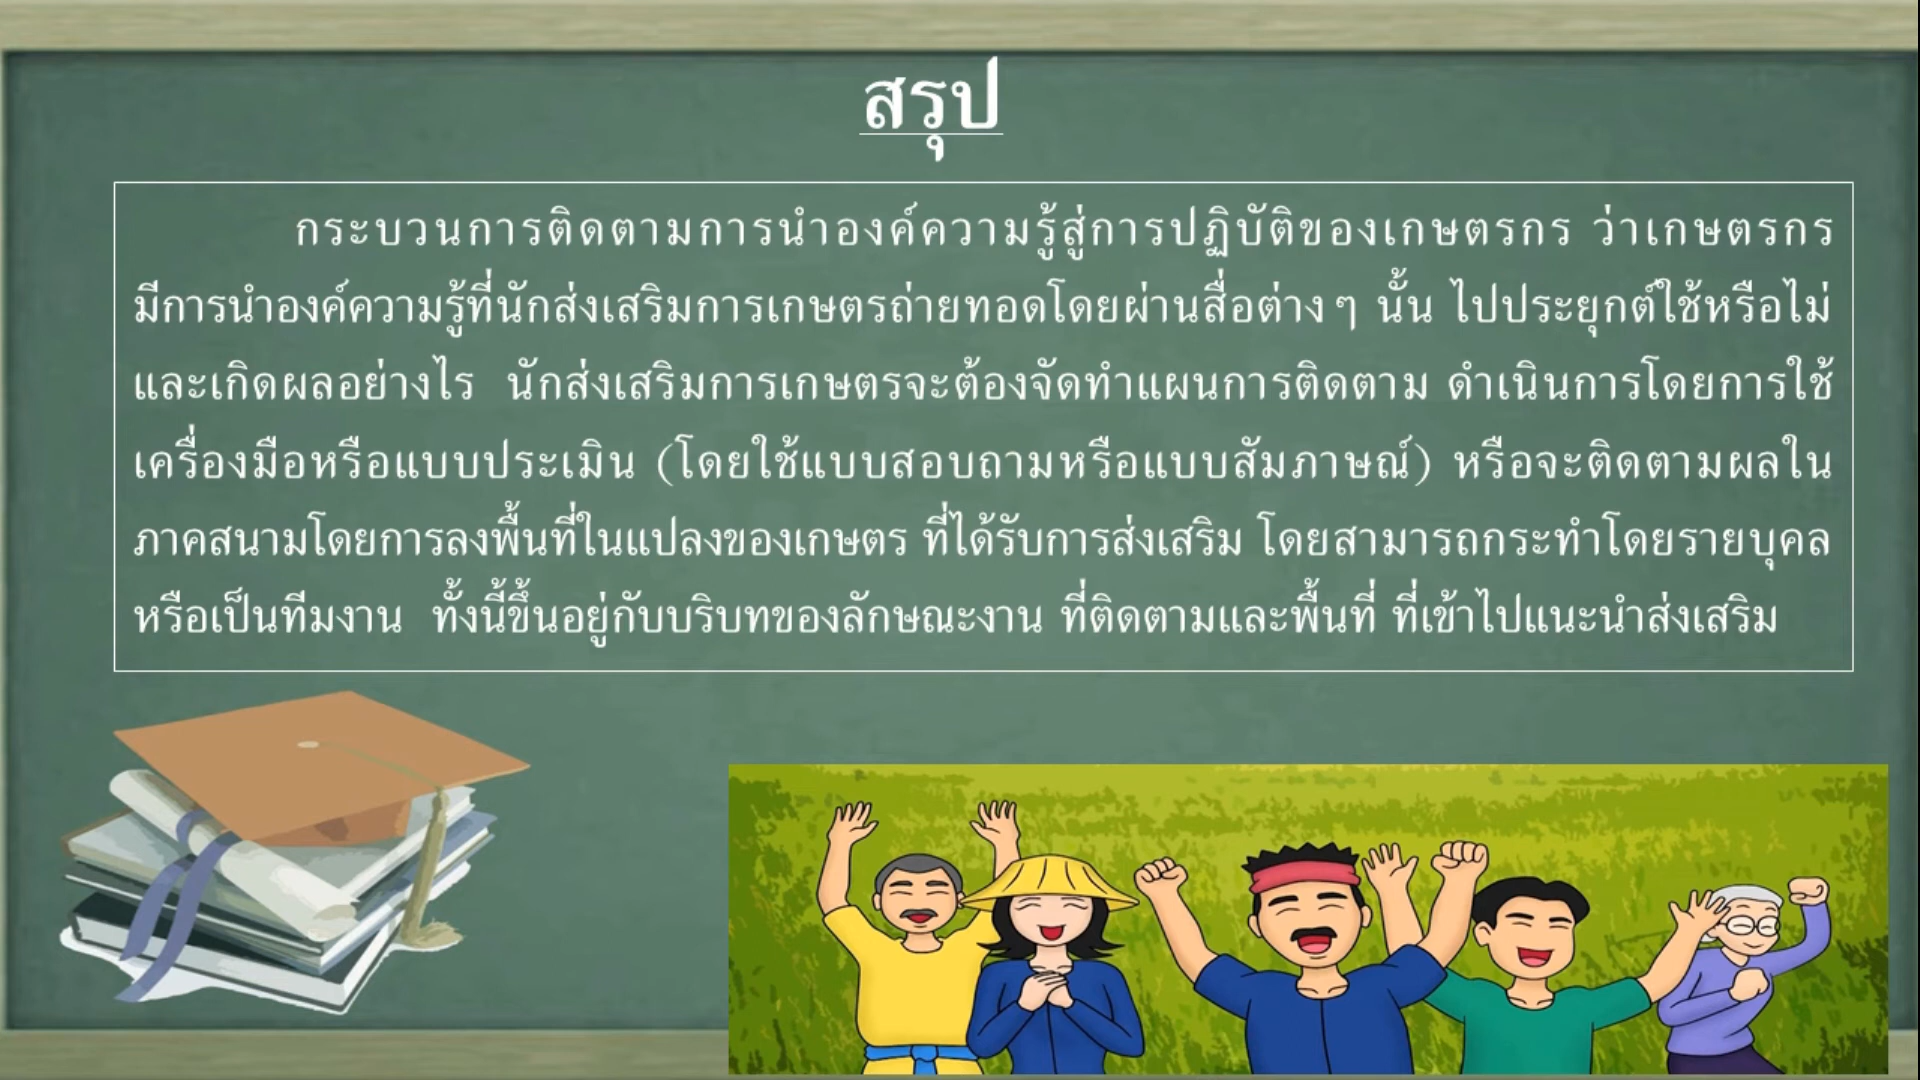 สรุป
กระบวนการติดตามการนำองค์ความรู้สู่การปฏิบัติของเกษตรกร ว่าเกษตรกร
มีการนำองค์ความรู้ที่นักส่งเสริมการเกษตรถ่ายทอดโดยผ่านสื่อต่างๆ นั้น ไปประยุกต์ใช้หรือไม่
และเกิดผลอย่างไร นักส่งเสริมการเกษตรจะต้องจัดทำแผนการติดตาม ดำเนินการโดยการใช้
เครื่องมือหรือแบบประเมิน (โดยใช้แบบสอบถามหรือแบบสัมภาษณ์) หรือจะติดตามผลใน
ภาคสนามโดยการลงพื้นที่ในแปลงของเกษตร ที่ได้รับการส่งเสริม โดยสามารถกระทำโดยรายบุคล
หรือเป็นทีมงาน ทั้งนี้ขึ้นอยู่กับบริบทของลักษณะงาน ที่ติดตามและพื้นที่ ที่เข้าไปแนะนำส่งเสริม